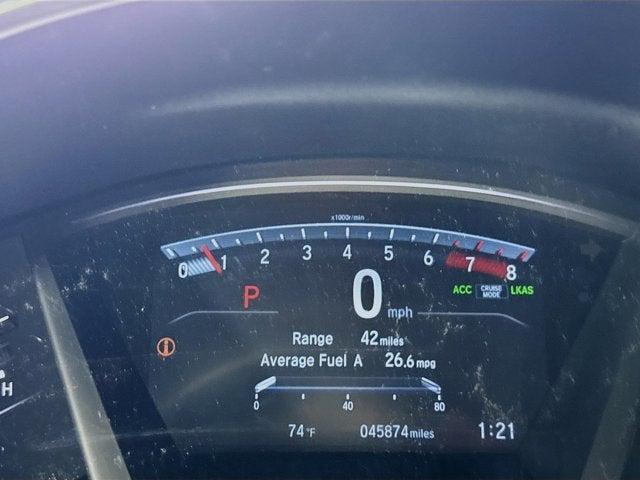 x1000r/min
0 1 2 3 4 5 6 7 8
P 0 mph ACC CRUISE MODE LKAS
Range 42 miles
Average Fuel A 26.6 mpg
0 40 80
H
74°F 045874 miles 1:21